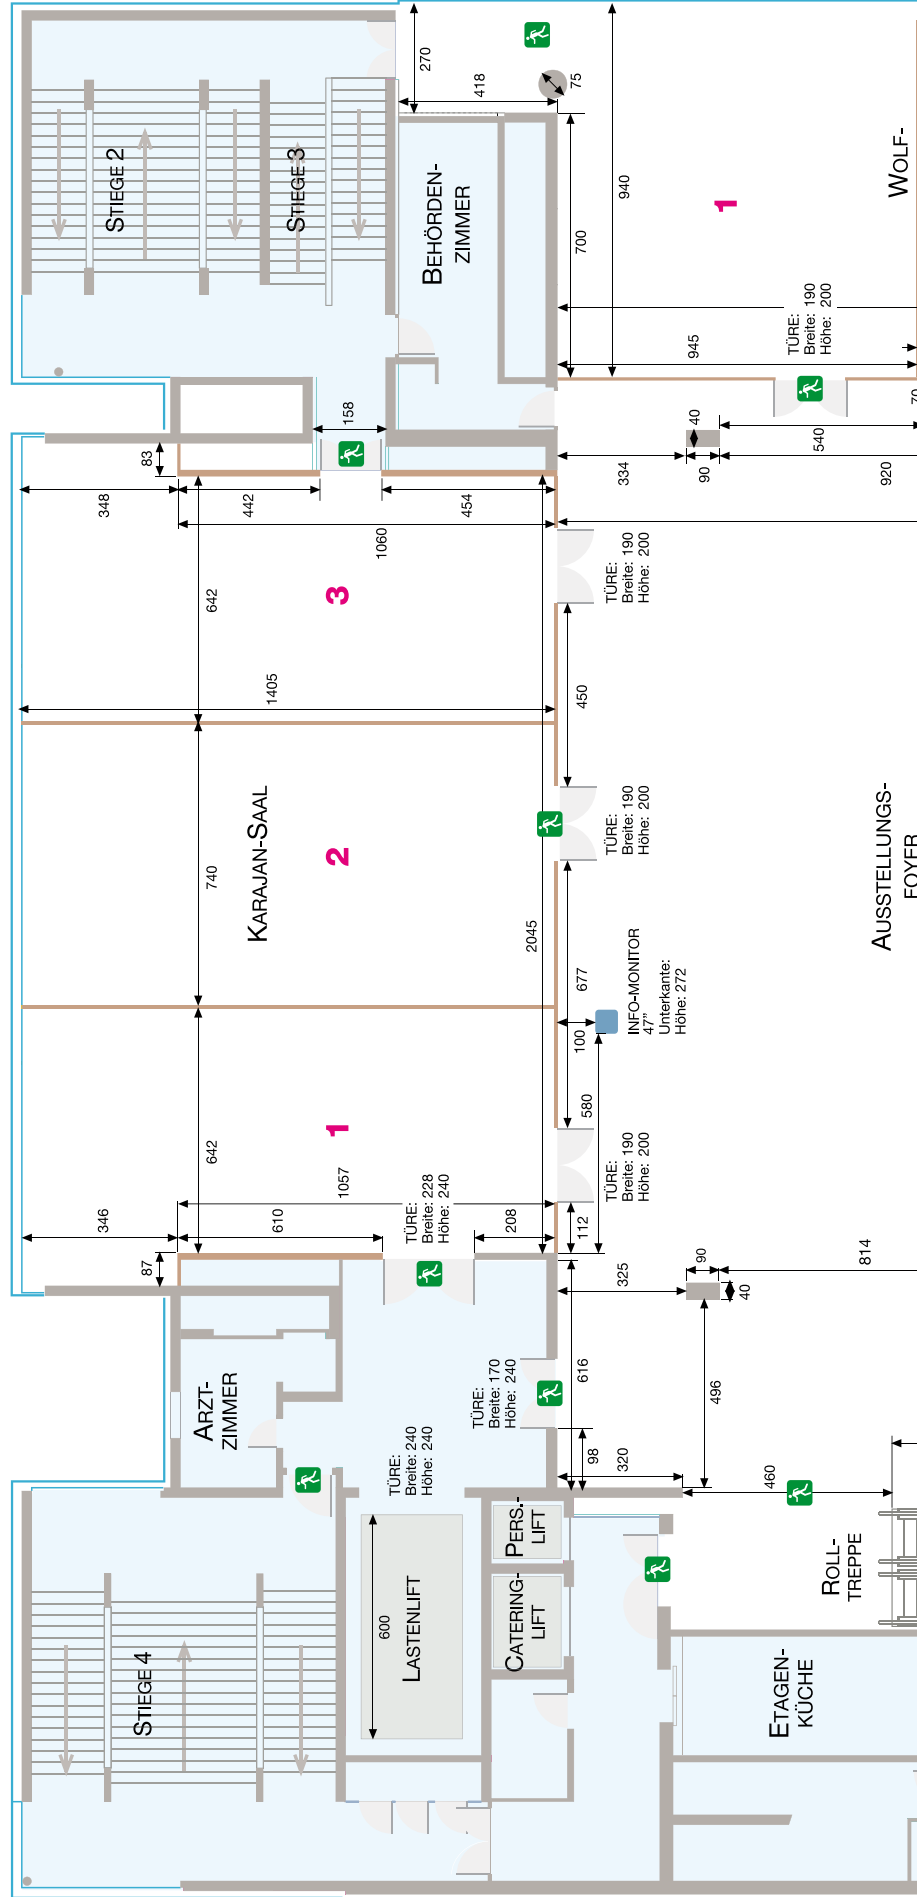 STIEGE 2
STIEGE 3
BEHÖRDEN-
ZIMMER
270
418
75
940
700
1
WOLF-
945
TÜRE:
Breite: 190
Höhe: 200
158
83
348
442
454
1060
334
40
90
540
920
70
642
3
1405
TÜRE:
Breite: 190
Höhe: 200
450
KARAJAN-SAAL
740
2
2045
TÜRE:
Breite: 190
Höhe: 200
677
AUSSTELLUNGS-
FOYER
INFO-MONITOR
47"
Unterkante:
Höhe: 272
100
580
642
1
1057
346
610
208
TÜRE:
Breite: 228
Höhe: 240
TÜRE:
Breite: 190
Höhe: 200
112
87
325
90
40
814
616
496
ARZT-
ZIMMER
TÜRE:
Breite: 170
Höhe: 240
TÜRE:
Breite: 240
Höhe: 240
98
320
460
PERS.-
LIFT
CATERING-
LIFT
600
LASTENLIFT
ROLL-
TREPPE
STIEGE 4
ETAGEN-
KÜCHE